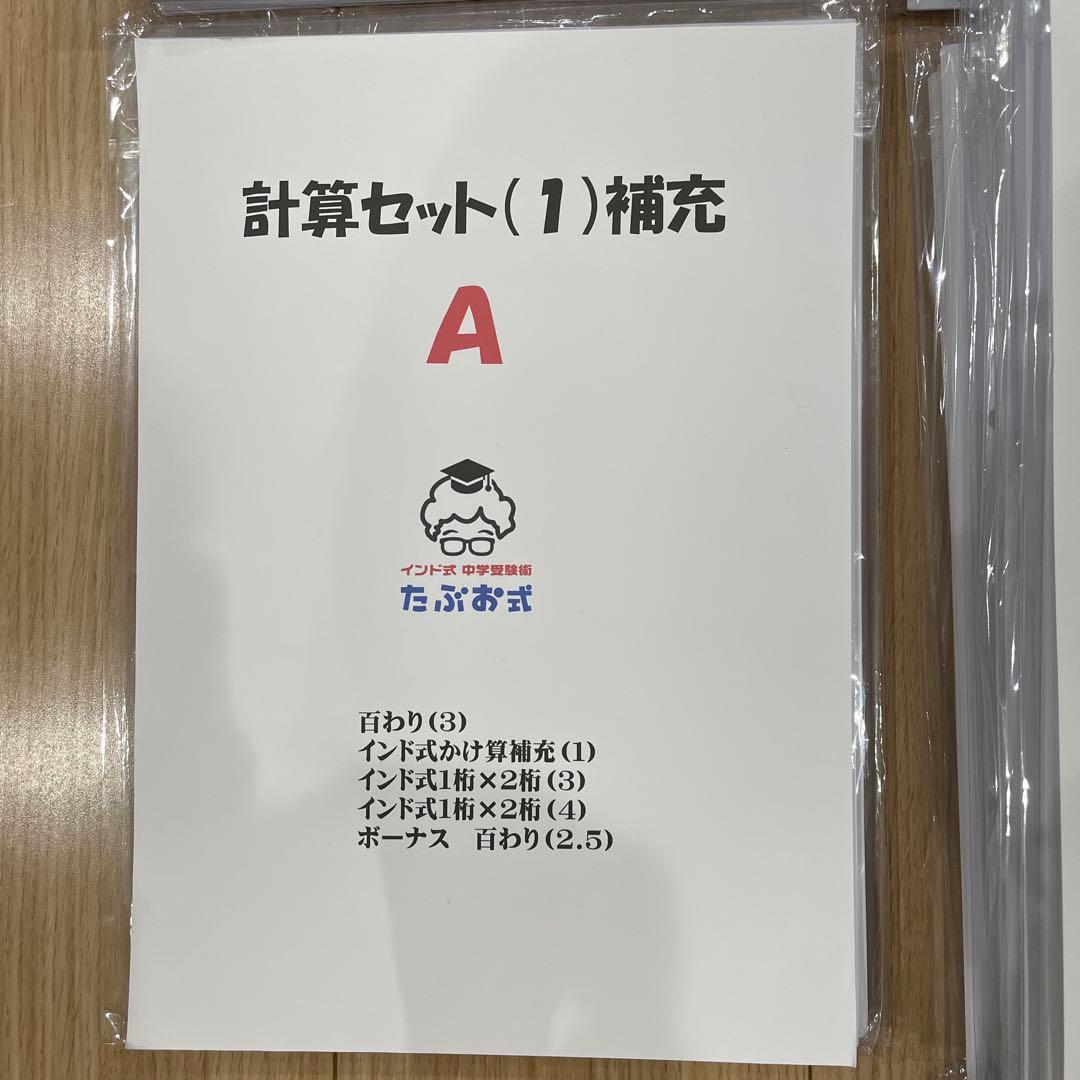 計算セット(1)補充
A
インド式 中学受験術
たぶお式
百わり(3)
インド式かけ算補充(1)
インド式1桁×2桁(3)
インド式1桁×2桁(4)
ボーナス　百わり(2.5)